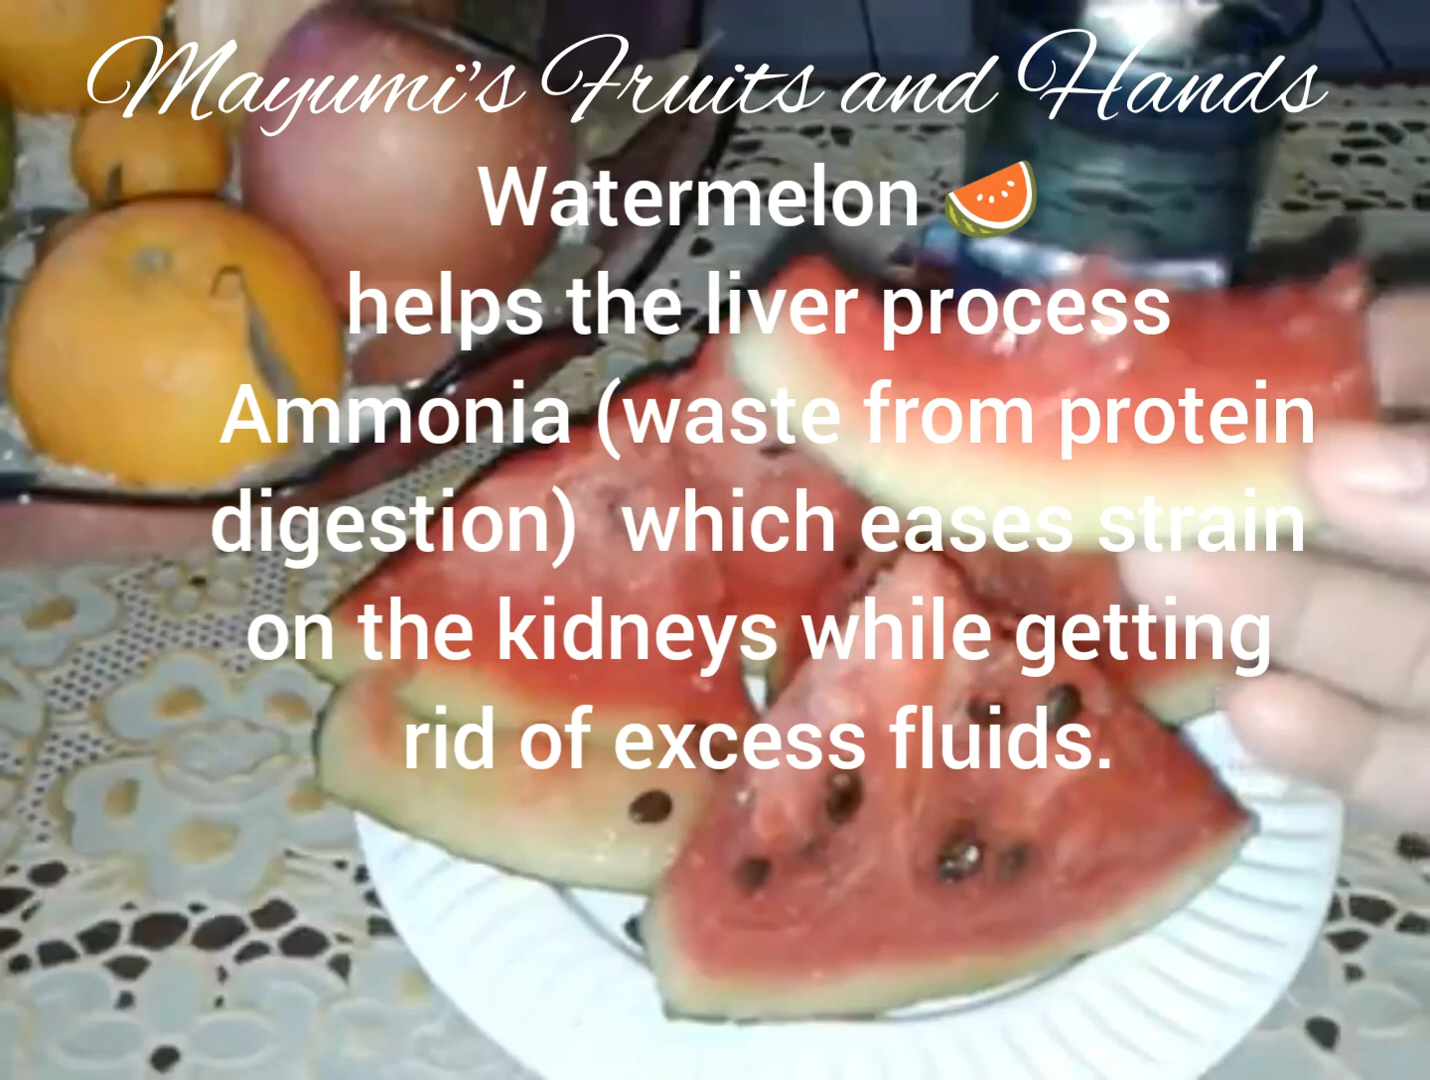 Mayumi's Fruits and Hands
Watermelon 🍉
helps the liver process
Ammonia (waste from protein
digestion)  which eases strain
on the kidneys while getting
rid of excess fluids.